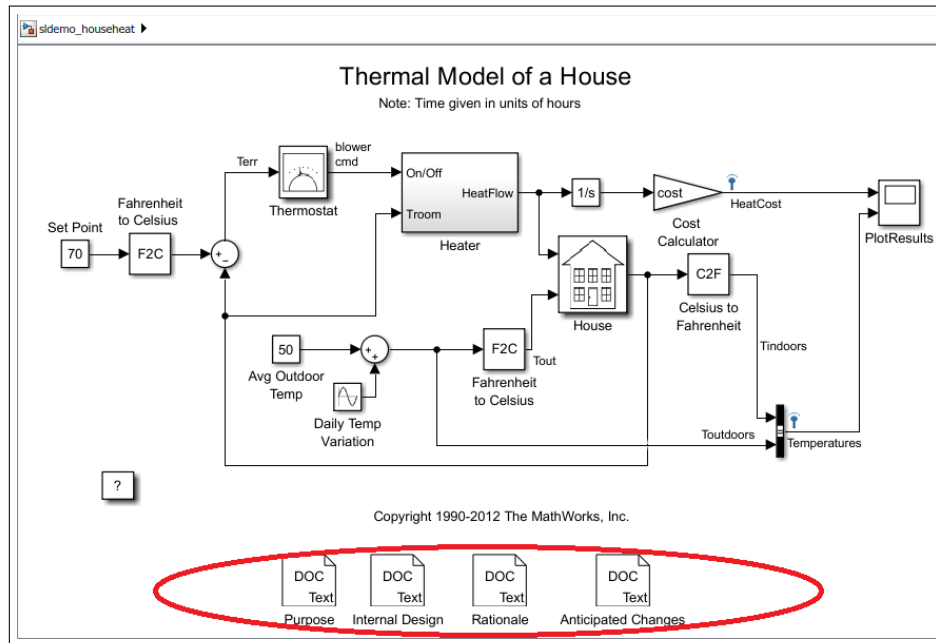 sldemo_househeat
Thermal Model of a House
Note: Time given in units of hours
Terr
blower
cmd
Thermostat
On/Off
HeatFlow
Troom
Heater
1/s
cost
Cost
Calculator
HeatCost
PlotResults
Set Point
70
Fahrenheit
to Celsius
F2C
+
−
House
C2F
Celsius to
Fahrenheit
Tindoors
50
Avg Outdoor
Temp
+
+
Daily Temp
Variation
F2C
Tout
Fahrenheit
to Celsius
Toutdoors
Temperatures
?
Copyright 1990-2012 The MathWorks, Inc.
DOC
Text
Purpose
DOC
Text
Internal Design
DOC
Text
Rationale
DOC
Text
Anticipated Changes